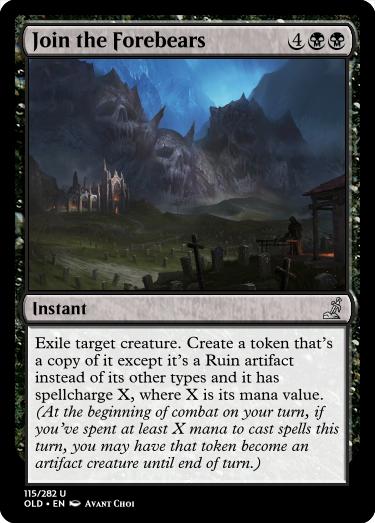 Join the Forebears 4
Instant
Exile target creature. Create a token that's
a copy of it except it's a Ruin artifact
instead of its other types and it has
spellcharge X, where X is its mana value.
(At the beginning of combat on your turn, if
you've spent at least X mana to cast spells this
turn, you may have that token become an
artifact creature until end of turn.)
115/282 U
OLD • EN Avant Choi